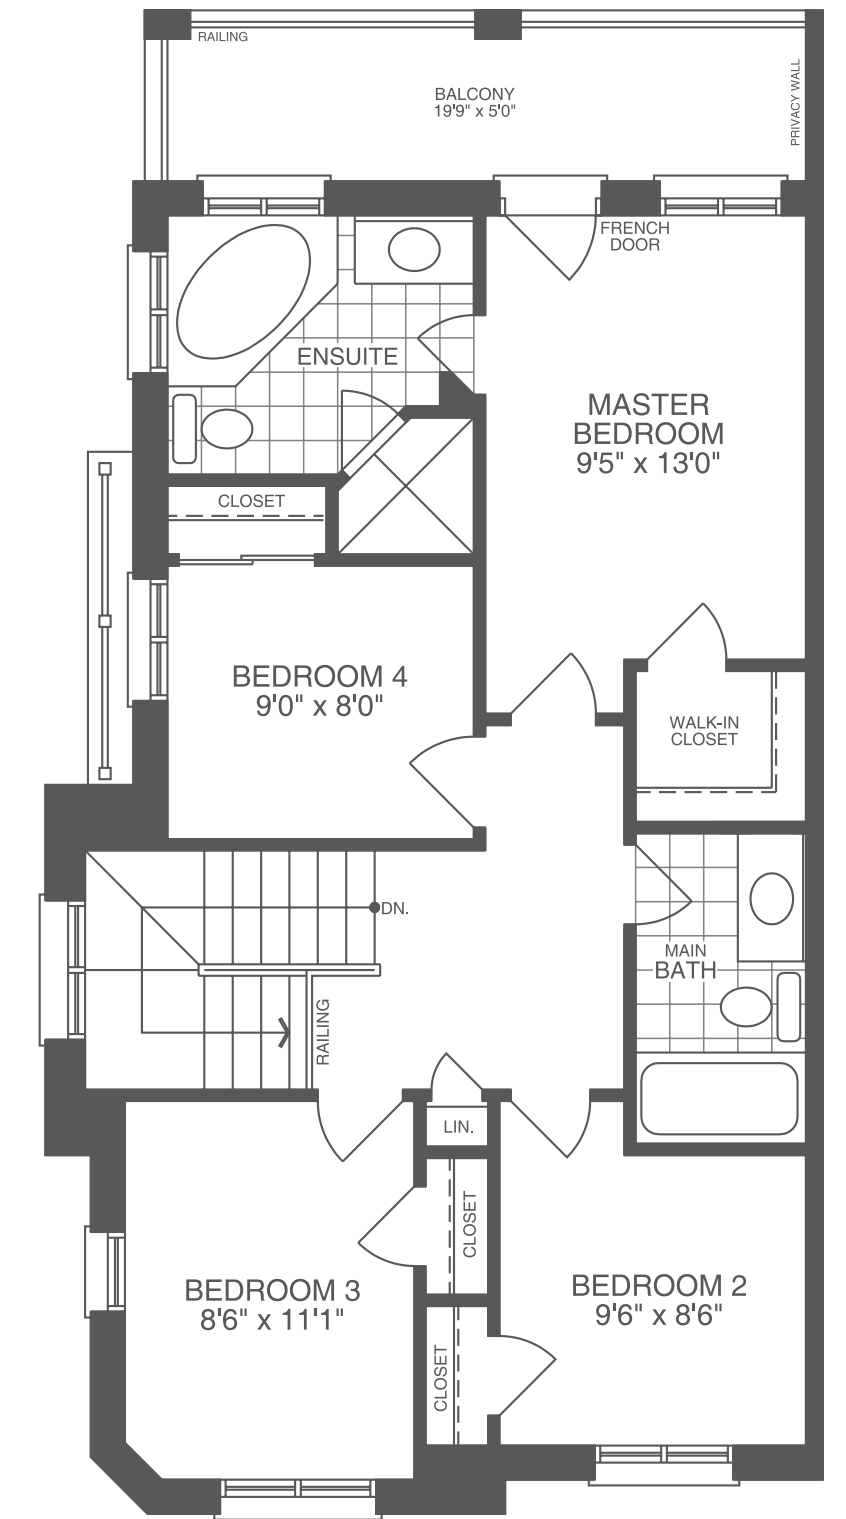 RAILING
BALCONY
19'9" x 5'0"
PRIVACY WALL
FRENCH
DOOR
ENSUITE
MASTER
BEDROOM
9'5" x 13'0"
CLOSET
BEDROOM 4
9'0" x 8'0"
WALK-IN
CLOSET
DN.
MAIN
BATH
RAILING
LIN.
CLOSET
BEDROOM 3
8'6" x 11'1"
BEDROOM 2
9'6" x 8'6"
CLOSET